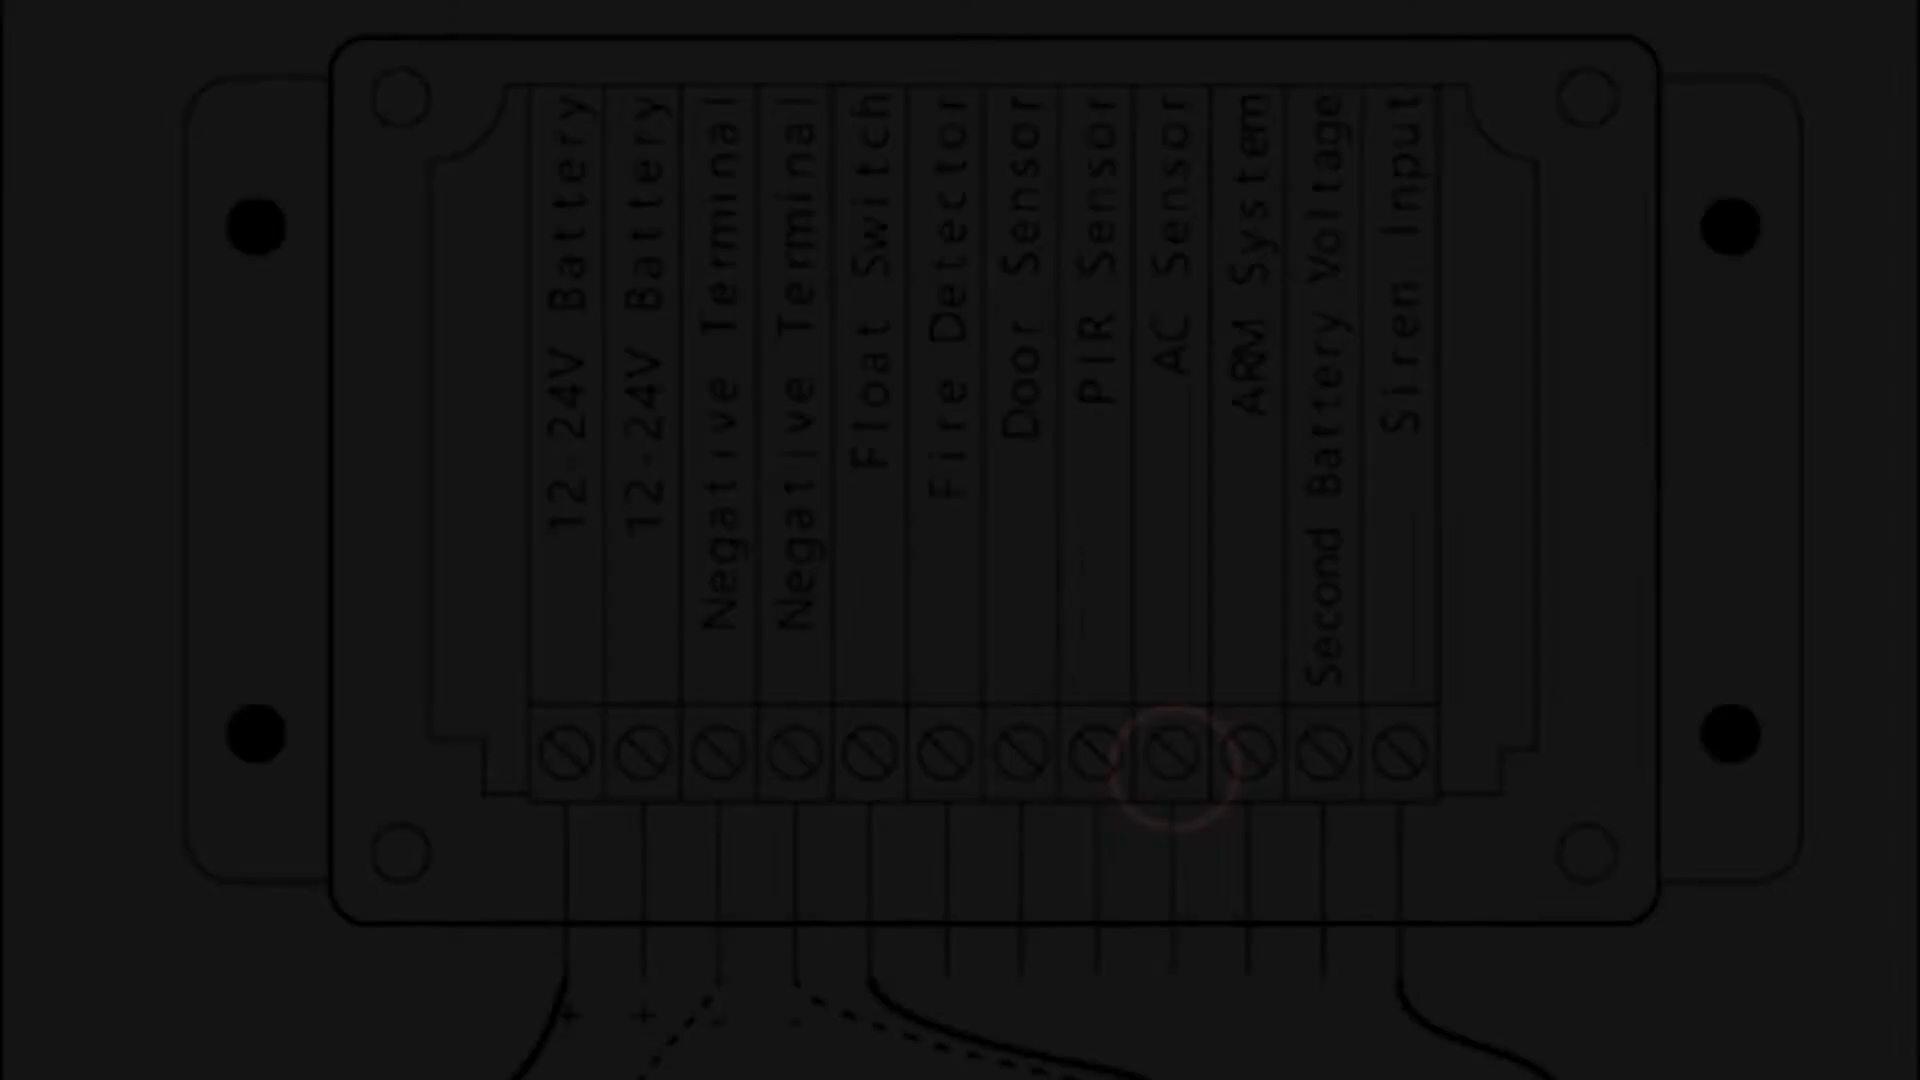 12-24V Battery
12-24V Battery
Negative Terminal
Negative Terminal
Float Switch
Fire Detector
Door Sensor
PIR Sensor
AC Sensor
ARM System
Second Battery Voltage
Siren Input
+ + - -